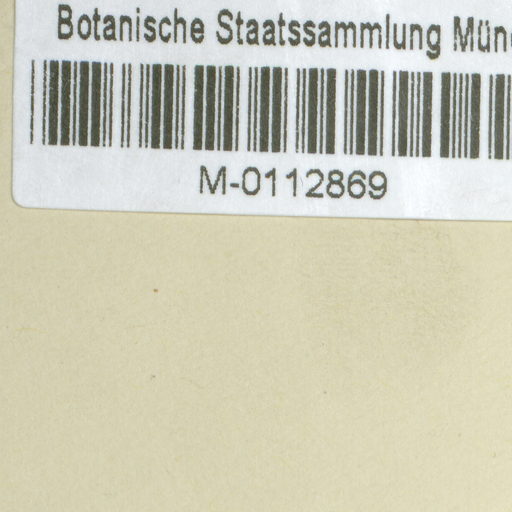 Botanische Staatssammlung Mün
M-0112869